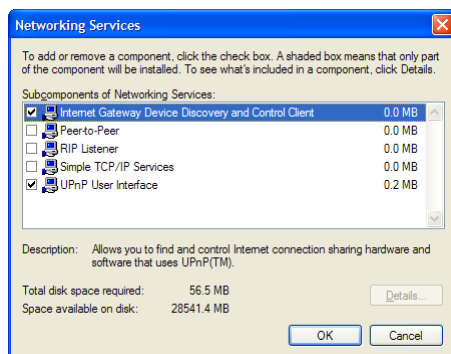 Networking Services
To add or remove a component, click the check box. A shaded box means that only part
of the component will be installed. To see what's included in a component, click Details.
Subcomponents of Networking Services:
Internet Gateway Device Discovery and Control Client 0.0 MB
Peer-to-Peer 0.0 MB
RIP Listener 0.0 MB
Simple TCP/IP Services 0.0 MB
UPnP User Interface 0.2 MB
Description: Allows you to find and control Internet connection sharing hardware and
software that uses UPnP(TM).
Total disk space required: 56.5 MB
Details...
Space available on disk: 28541.4 MB
OK Cancel